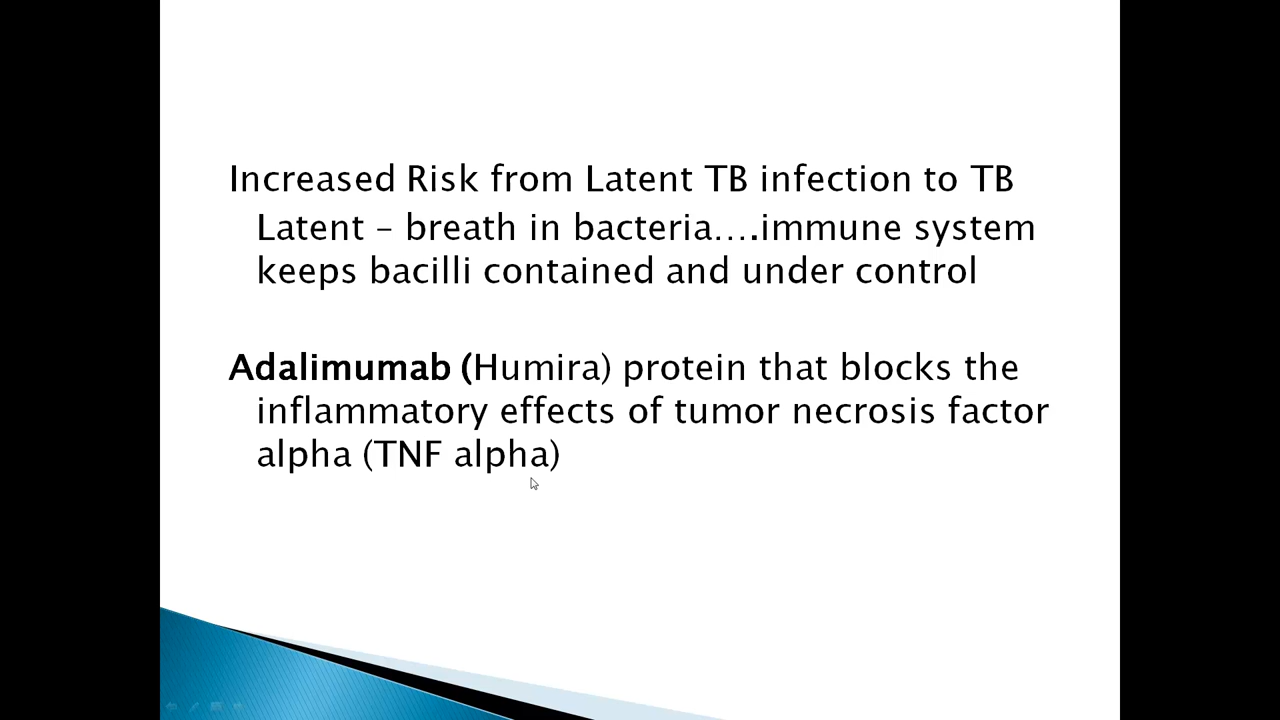 Increased Risk from Latent TB infection to TB
Latent – breath in bacteria….immune system
keeps bacilli contained and under control
Adalimumab (Humira) protein that blocks the
inflammatory effects of tumor necrosis factor
alpha (TNF alpha)